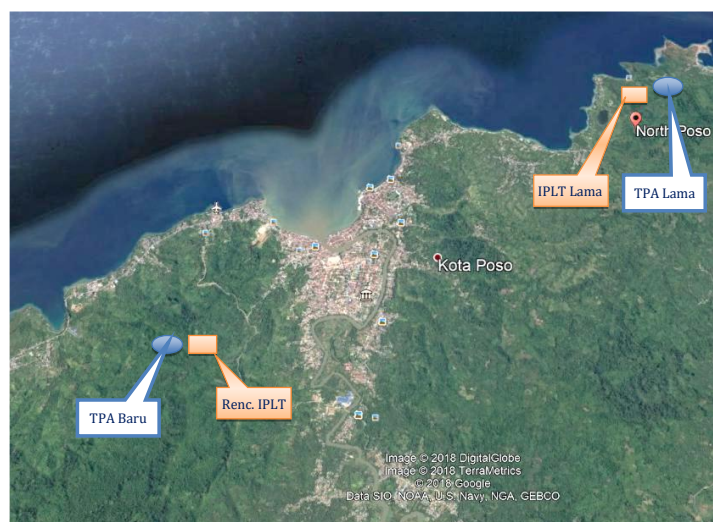 North Poso
IPLT Lama
TPA Lama
Kota Poso
TPA Baru
Renc. IPLT
Image © 2018 DigitalGlobe
Image © 2018 TerraMetrics
© 2018 Google
Data SIO, NOAA, U.S. Navy, NGA, GEBCO